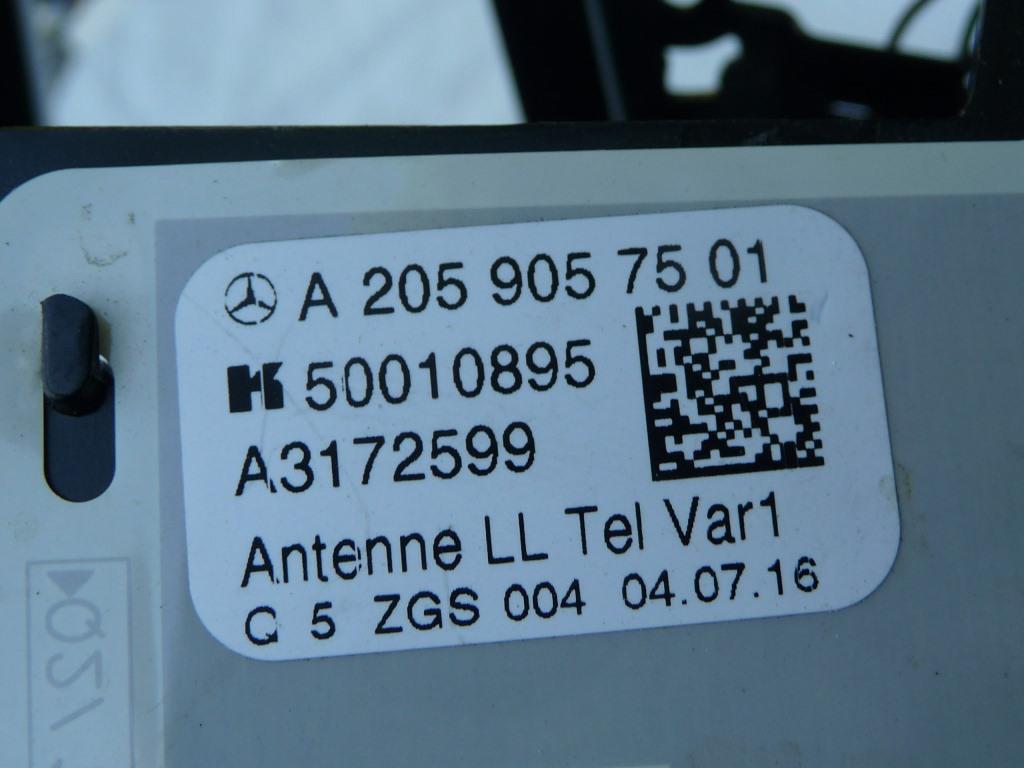 A 205 905 75 01
K 50010895
A3172599
Antenne LL Tel Var1
Q 5 ZGS 004 04.07.16